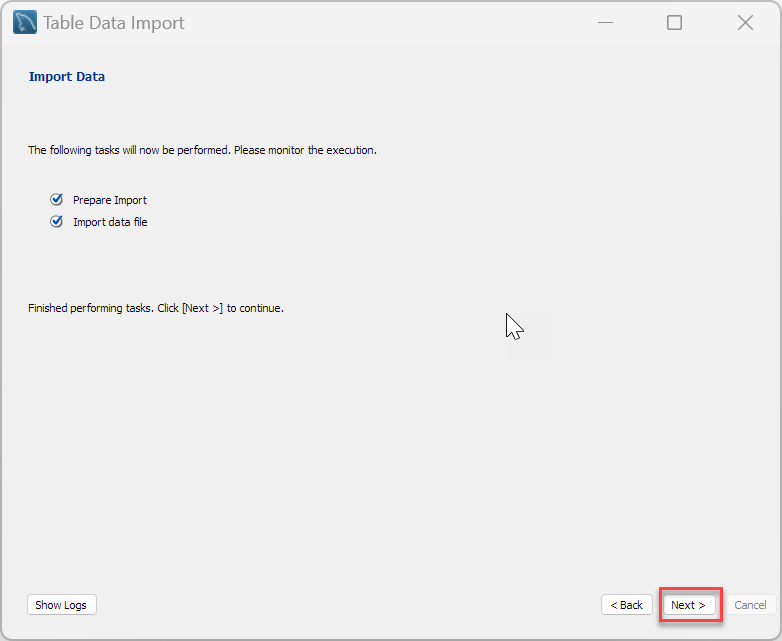 Table Data Import
Import Data
The following tasks will now be performed. Please monitor the execution.
Prepare Import
Import data file
Finished performing tasks. Click [Next >] to continue.
Show Logs
< Back
Next >
Cancel